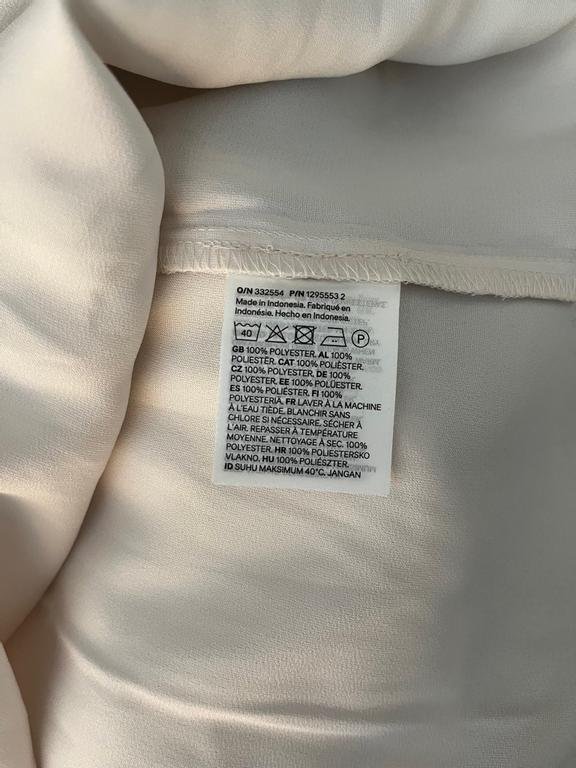 O/N 332554 P/N 1295553 2
Made in Indonesia. Fabriqué en
Indonésie. Hecho en Indonesia.
40 P
GB 100% POLYESTER. AL 100%
POLIESTËR. CAT 100% POLIÈSTER.
CZ 100% POLYESTER. DE 100%
POLYESTER. EE 100% POLÜESTER.
ES 100% POLIÉSTER. FI 100%
POLYESTERIÄ. FR LAVER À LA MACHINE
À L'EAU TIÈDE. BLANCHIR SANS
CHLORE SI NÉCESSAIRE. SÉCHER À
L'AIR. REPASSER À TEMPÉRATURE
MOYENNE. NETTOYAGE À SEC. 100%
POLYESTER. HR 100% POLIESTERSKO
VLAKNO. HU 100% POLIÉSZTER.
ID SUHU MAKSIMUM 40°C. JANGAN